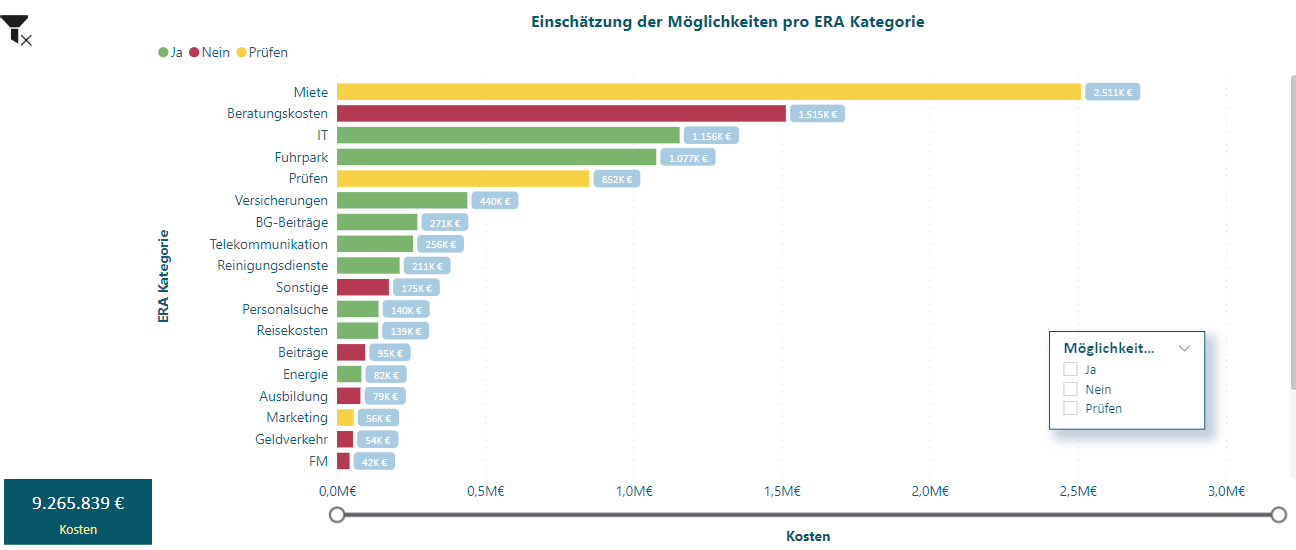 Einschätzung der Möglichkeiten pro ERA Kategorie
Ja Nein Prüfen
ERA Kategorie
Miete 2.511K €
Beratungskosten 1.515K €
IT 1.156K €
Fuhrpark 1.077K €
Prüfen 852K €
Versicherungen 440K €
BG-Beiträge 271K €
Telekommunikation 256K €
Reinigungsdienste 211K €
Sonstige 175K €
Personalsuche 140K €
Reisekosten 139K €
Beiträge 95K €
Energie 82K €
Ausbildung 79K €
Marketing 56K €
Geldverkehr 54K €
FM 42K €
Möglichkeit...
Ja
Nein
Prüfen
0,0M€ 0,5M€ 1,0M€ 1,5M€ 2,0M€ 2,5M€ 3,0M€
Kosten
9.265.839 €
Kosten